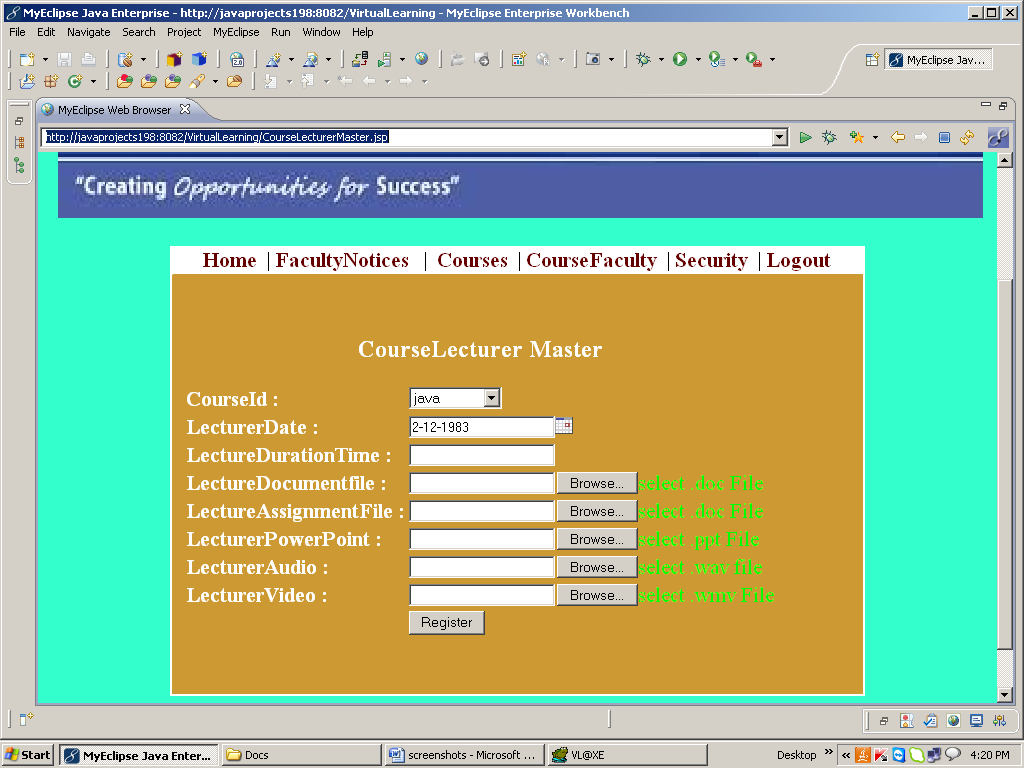 MyEclipse Java Enterprise - http://javaprojects198:8082/VirtualLearning - MyEclipse Enterprise Workbench
File Edit Navigate Search Project MyEclipse Run Window Help
2.0
MyEclipse Jav...
MyEclipse Web Browser
http://javaprojects198:8082/VirtualLearning/CourseLecturerMaster.jsp
"Creating Opportunities for Success"
Home | FacultyNotices | Courses | CourseFaculty | Security | Logout
CourseLecturer Master
CourseId : java
LecturerDate : 2-12-1983
LectureDurationTime :
LectureDocumentfile : Browse... select .doc File
LectureAssignmentFile : Browse... select .doc File
LecturerPowerPoint : Browse... select .ppt File
LecturerAudio : Browse... select .wav file
LecturerVideo : Browse... select .wmv File
Register
Start MyEclipse Java Enter... Docs screenshots - Microsoft ... VL@XE Desktop » « 4:20 PM